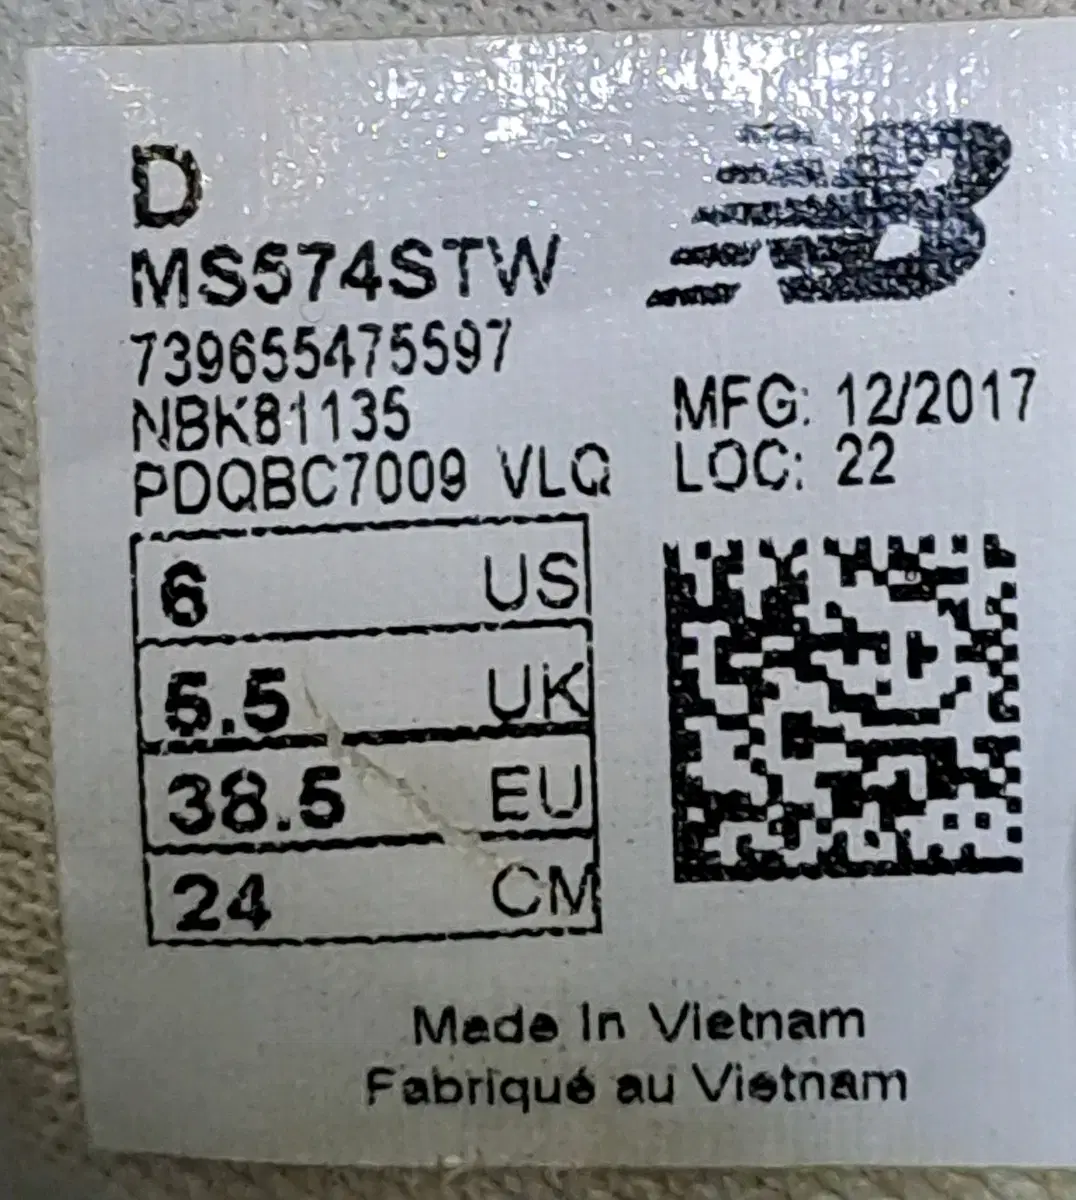 D
MS574STW
NB
739655475597
NBK81135
MFG: 12/2017
PDQBC7009 VLQ
LOC: 22
6 US
5.5 UK
38.5 EU
24 CM
Made In Vietnam
Fabriqué au Vietnam